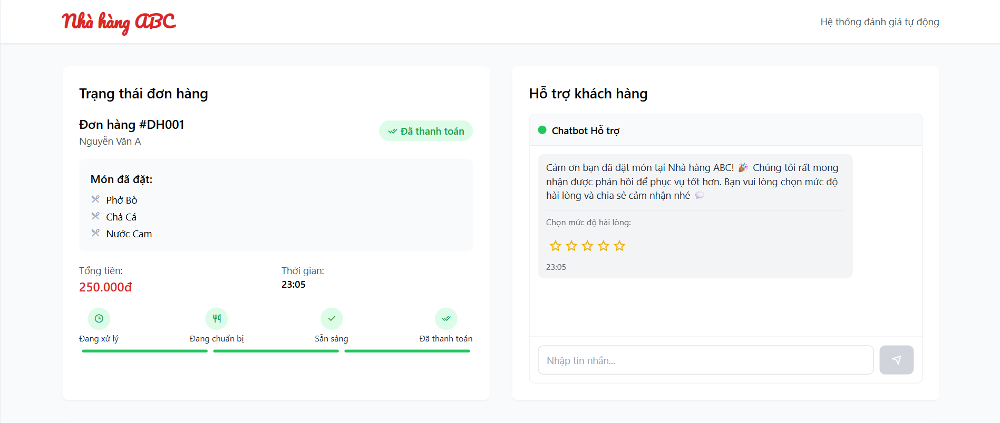 Nhà hàng ABC
Hệ thống đánh giá tự động
Trạng thái đơn hàng
Đơn hàng #DH001
Nguyễn Văn A
Đã thanh toán
Món đã đặt:
Phở Bò
Chả Cá
Nước Cam
Tổng tiền:
250.000đ
Thời gian:
23:05
Đang xử lý
Đang chuẩn bị
Sẵn sàng
Đã thanh toán
Hỗ trợ khách hàng
Chatbot Hỗ trợ
Cảm ơn bạn đã đặt món tại Nhà hàng ABC! 🎉 Chúng tôi rất mong
nhận được phản hồi để phục vụ tốt hơn. Bạn vui lòng chọn mức độ
hài lòng và chia sẻ cảm nhận nhé 💬
Chọn mức độ hài lòng:
23:05
Nhập tin nhắn...